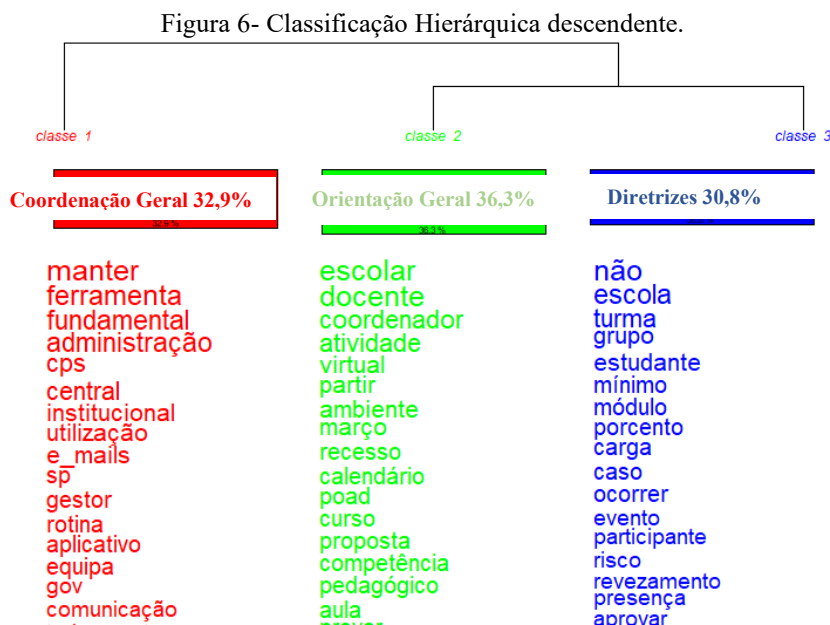 Figura 6- Classificação Hierárquica descendente.
classe 1
classe 2
classe 3
Coordenação Geral 32,9%
Orientação Geral 36,3%
Diretrizes 30,8%
36.3 %
manter
ferramenta
fundamental
administração
cps
central
institucional
utilização
e_mails
sp
gestor
rotina
aplicativo
equipa
gov
comunicação
escolar
docente
coordenador
atividade
virtual
partir
ambiente
março
recesso
calendário
poad
curso
proposta
competência
pedagógico
aula
não
escola
turma
grupo
estudante
mínimo
módulo
porcento
carga
caso
ocorrer
evento
participante
risco
revezamento
presença
aprovar